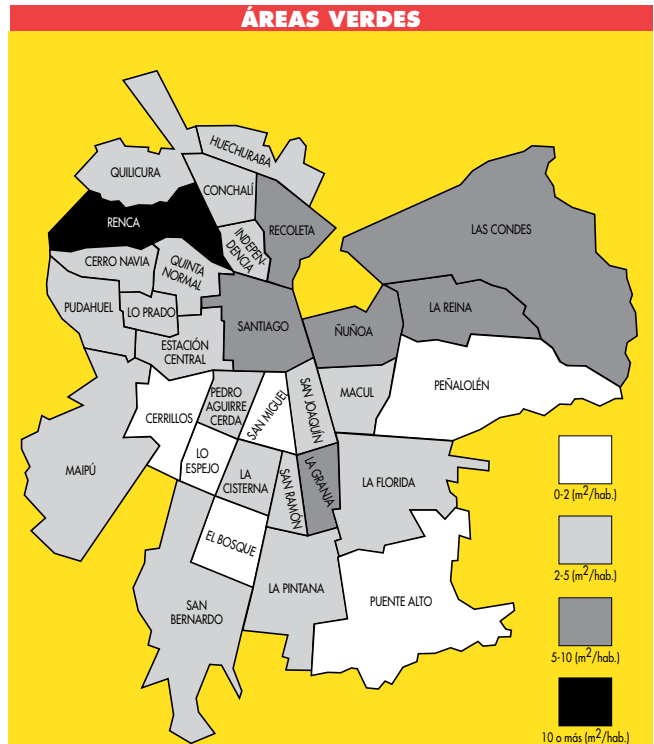 ÁREAS VERDES
HUECHURABA
QUILICURA
CONCHALÍ
RENCA
RECOLETA
INDEPEN-
DENCIA
LAS CONDES
CERRO NAVIA
QUINTA
NORMAL
PUDAHUEL
LO PRADO
LA REINA
SANTIAGO
ÑUÑOA
ESTACIÓN
CENTRAL
PEÑALOLÉN
MACUL
SAN JOAQUÍN
PEDRO
AGUIRRE
CERDA
SAN MIGUEL
CERRILLOS
LO
ESPEJO
MAIPÚ
LA
CISTERNA
SAN RAMÓN
LA GRANJA
LA FLORIDA
EL BOSQUE
LA PINTANA
PUENTE ALTO
SAN
BERNARDO
0-2 (m²/hab.)
2-5 (m²/hab.)
5-10 (m²/hab.)
10 o más (m²/hab.)